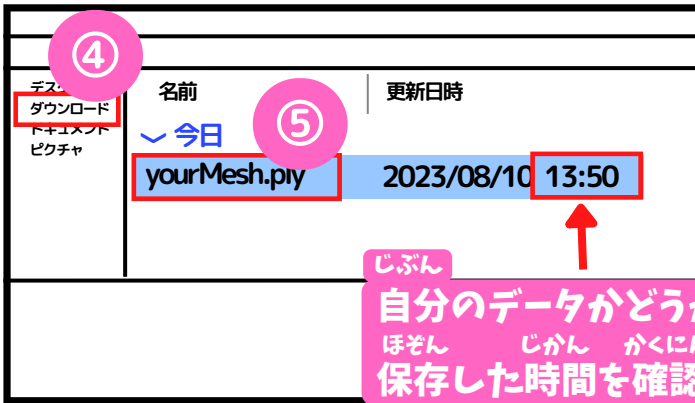 ④
デスク
ダウンロード
ドキュメント
ピクチャ
名前
更新日時
⑤
今日
yourMesh.ply
2023/08/10 13:50
じぶん
自分のデータかどうか
ほぞん じかん かくにん
保存した時間を確認